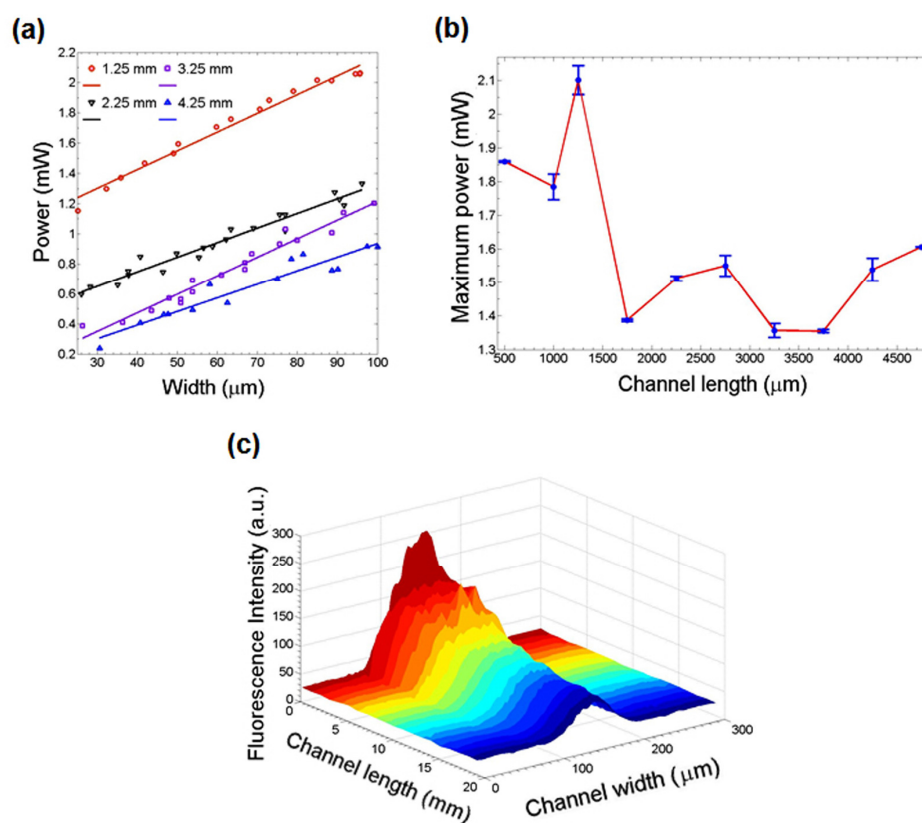 (a)
2.2
2
1.8
1.6
1.4
1.2
1
0.8
0.6
0.4
0.2
Power (mW)
1.25 mm
3.25 mm
2.25 mm
4.25 mm
30 40 50 60 70 80 90 100
Width (μm)
(b)
2.1
2
1.9
1.8
1.7
1.6
1.5
1.4
1.3
Maximum power (mW)
500 1000 1500 2000 2500 3000 3500 4000 4500
Channel length (μm)
(c)
300
250
200
150
100
50
0
Fluorescence Intensity (a.u.)
0
5
10
15
20
Channel length (mm)
0
100
200
300
Channel width (μm)